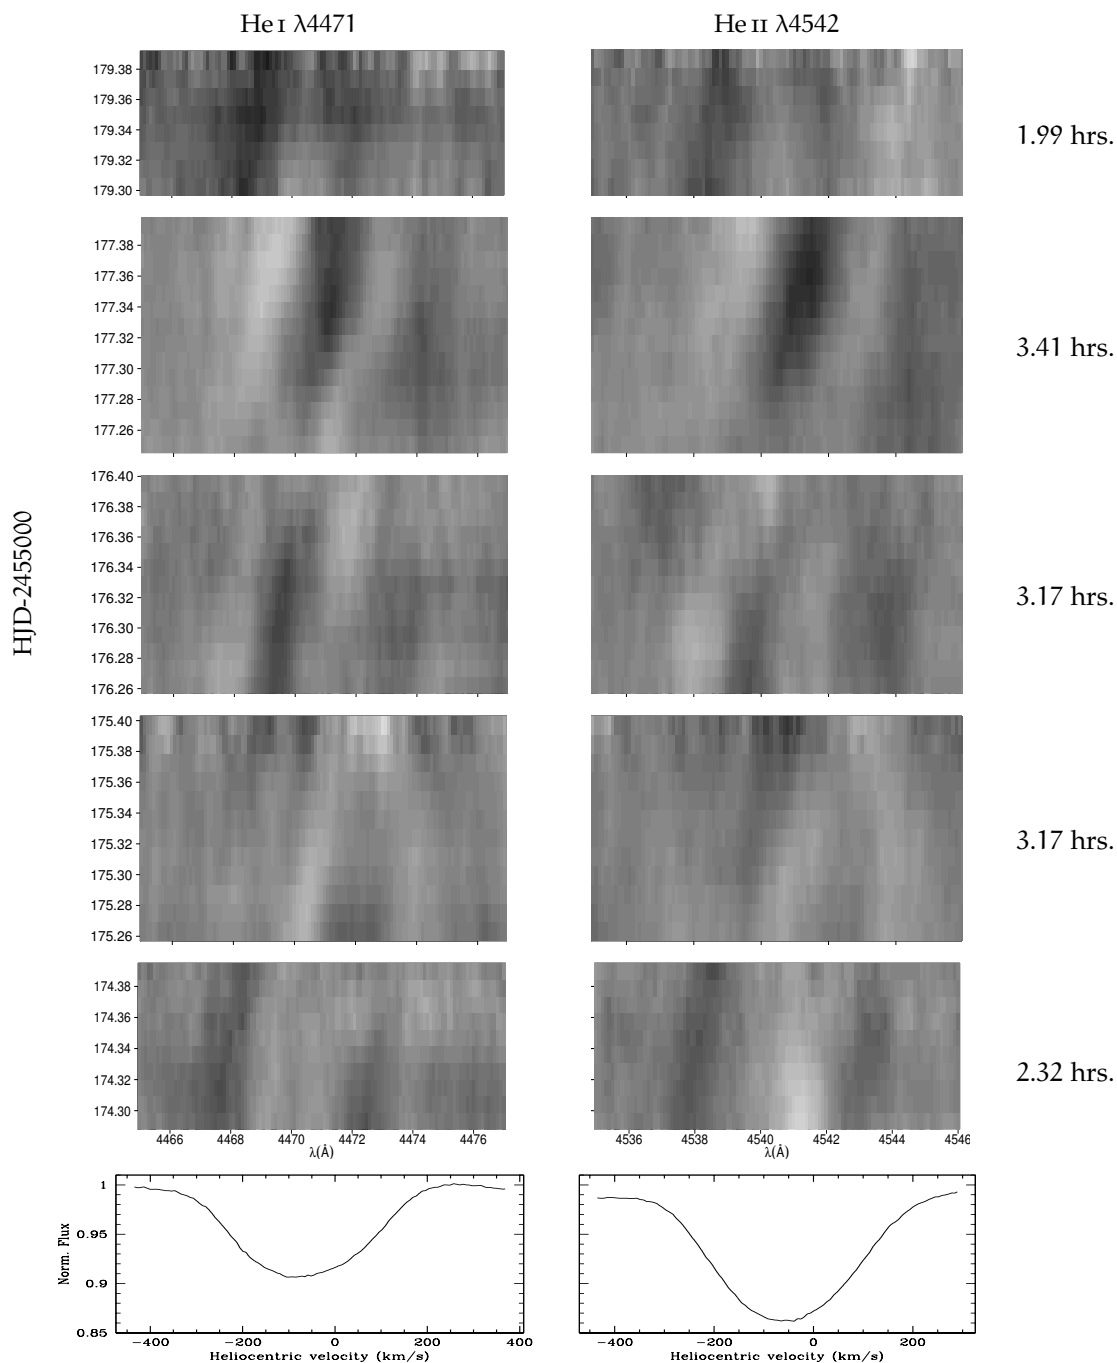 He I λ4471
He II λ4542
179.38
179.36
179.34
179.32
179.30
1.99 hrs.
177.38
177.36
177.34
177.32
177.30
177.28
177.26
3.41 hrs.
HJD-2455000
176.40
176.38
176.36
176.34
176.32
176.30
176.28
176.26
3.17 hrs.
175.40
175.38
175.36
175.34
175.32
175.30
175.28
175.26
3.17 hrs.
174.38
174.36
174.34
174.32
174.30
2.32 hrs.
4466 4468 4470 4472 4474 4476
λ(Å)
4536 4538 4540 4542 4544 4546
λ(Å)
Norm. Flux
1
0.95
0.9
0.85
−400 −200 0 200 400
Heliocentric velocity (km/s)
−400 −200 0 200
Heliocentric velocity (km/s)